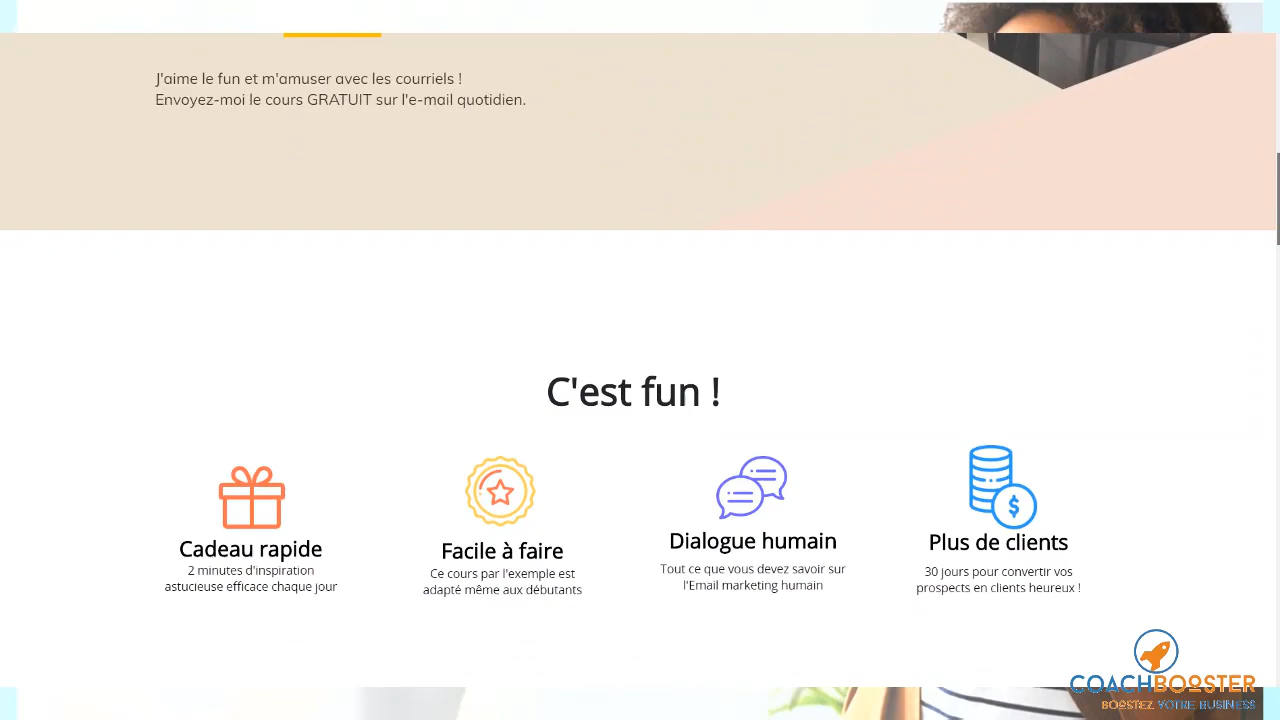 J'aime le fun et m'amuser avec les courriels !
Envoyez-moi le cours GRATUIT sur l'e-mail quotidien.
C'est fun !
Cadeau rapide
2 minutes d'inspiration
astucieuse efficace chaque jour
Facile à faire
Ce cours par l'exemple est
adapté même aux débutants
Dialogue humain
Tout ce que vous devez savoir sur
l'Email marketing humain
Plus de clients
30 jours pour convertir vos
prospects en clients heureux !
COACHBOOSTER
BOOSTEZ VOTRE BUSINESS